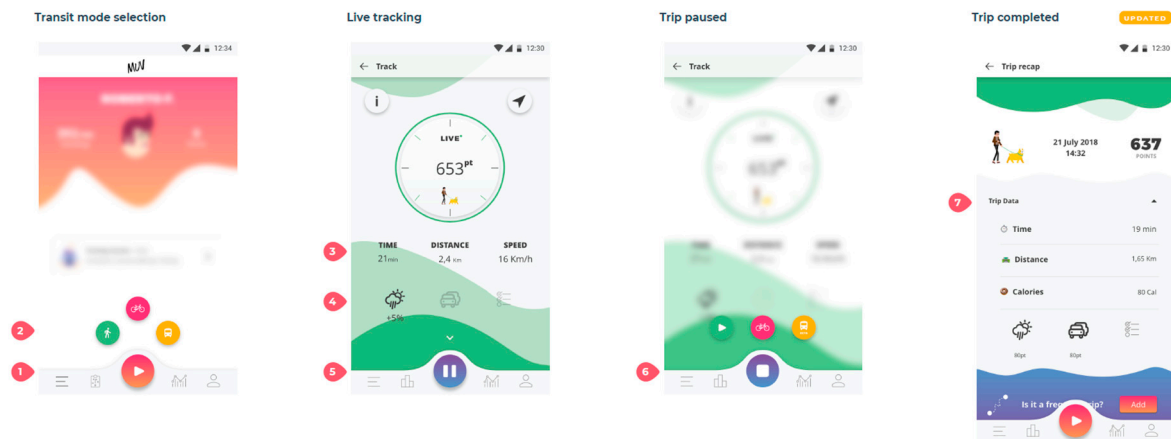 Transit mode selection
12:34
MUV
2
1
Live tracking
12:30
← Track
i
LIVE
653pt
3
TIME DISTANCE SPEED
21min 2,4 Km 16 Km/h
4
+5%
5
Trip paused
12:30
← Track
6
Trip completed UPDATED
12:30
← Trip recap
21 July 2018
14:32
637
POINTS
7
Trip Data
Time 19 min
Distance 1,65 Km
Calories 80 Cal
80pt 80pt
Is it a trip? Add